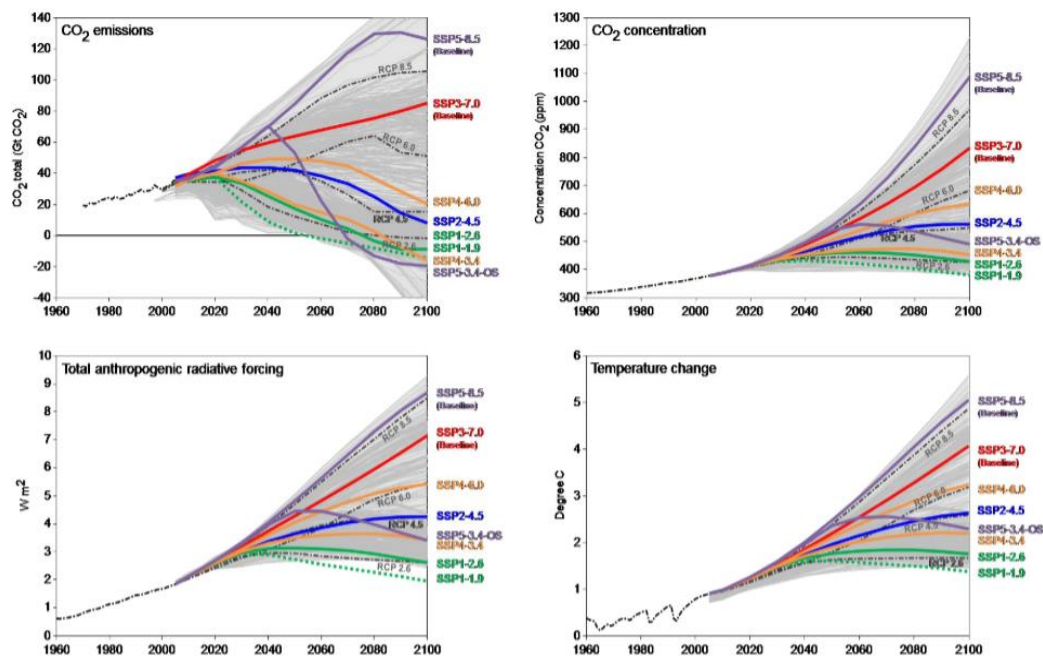 CO2 emissions
CO2 total (Gt CO2)
140
120
100
80
60
40
20
0
-20
-40
1960
1980
2000
2020
2040
2060
2080
2100
RCP 8.5
RCP 6.0
RCP 4.5
RCP 2.6
SSP5-8.5
(Baseline)
SSP3-7.0
(Baseline)
SSP4-6.0
SSP2-4.5
SSP1-2.6
SSP1-1.9
SSP4-3.4
SSP5-3.4-OS
CO2 concentration
Concentration CO2 (ppm)
1300
1200
1100
1000
900
800
700
600
500
400
300
1960
1980
2000
2020
2040
2060
2080
2100
RCP 8.5
RCP 6.0
RCP 4.5
RCP 2.6
SSP5-8.5
(Baseline)
SSP3-7.0
(Baseline)
SSP4-6.0
SSP2-4.5
SSP5-3.4-OS
SSP4-3.4
SSP1-2.6
SSP1-1.9
Total anthropogenic radiative forcing
W m2
10
9
8
7
6
5
4
3
2
1
0
1960
1980
2000
2020
2040
2060
2080
2100
RCP 8.5
RCP 6.0
RCP 4.5
RCP 2.6
SSP5-8.5
(Baseline)
SSP3-7.0
(Baseline)
SSP4-6.0
SSP2-4.5
SSP5-3.4-OS
SSP4-3.4
SSP1-2.6
SSP1-1.9
Temperature change
Degree C
6
5
4
3
2
1
0
1960
1980
2000
2020
2040
2060
2080
2100
RCP 8.5
RCP 6.0
RCP 4.5
RCP 2.6
SSP5-8.5
(Baseline)
SSP3-7.0
(Baseline)
SSP4-6.0
SSP2-4.5
SSP5-3.4-OS
SSP4-3.4
SSP1-2.6
SSP1-1.9